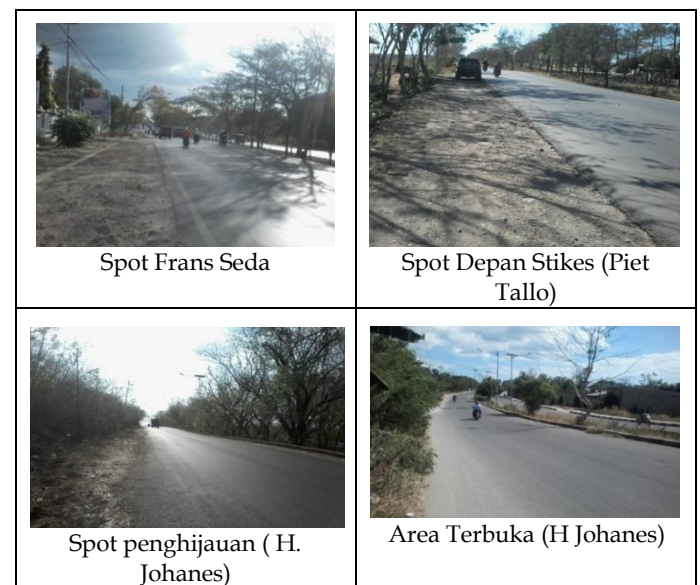 Spot Frans Seda
Spot Depan Stikes (Piet
Tallo)
Spot penghijauan ( H.
Johanes)
Area Terbuka (H Johanes)